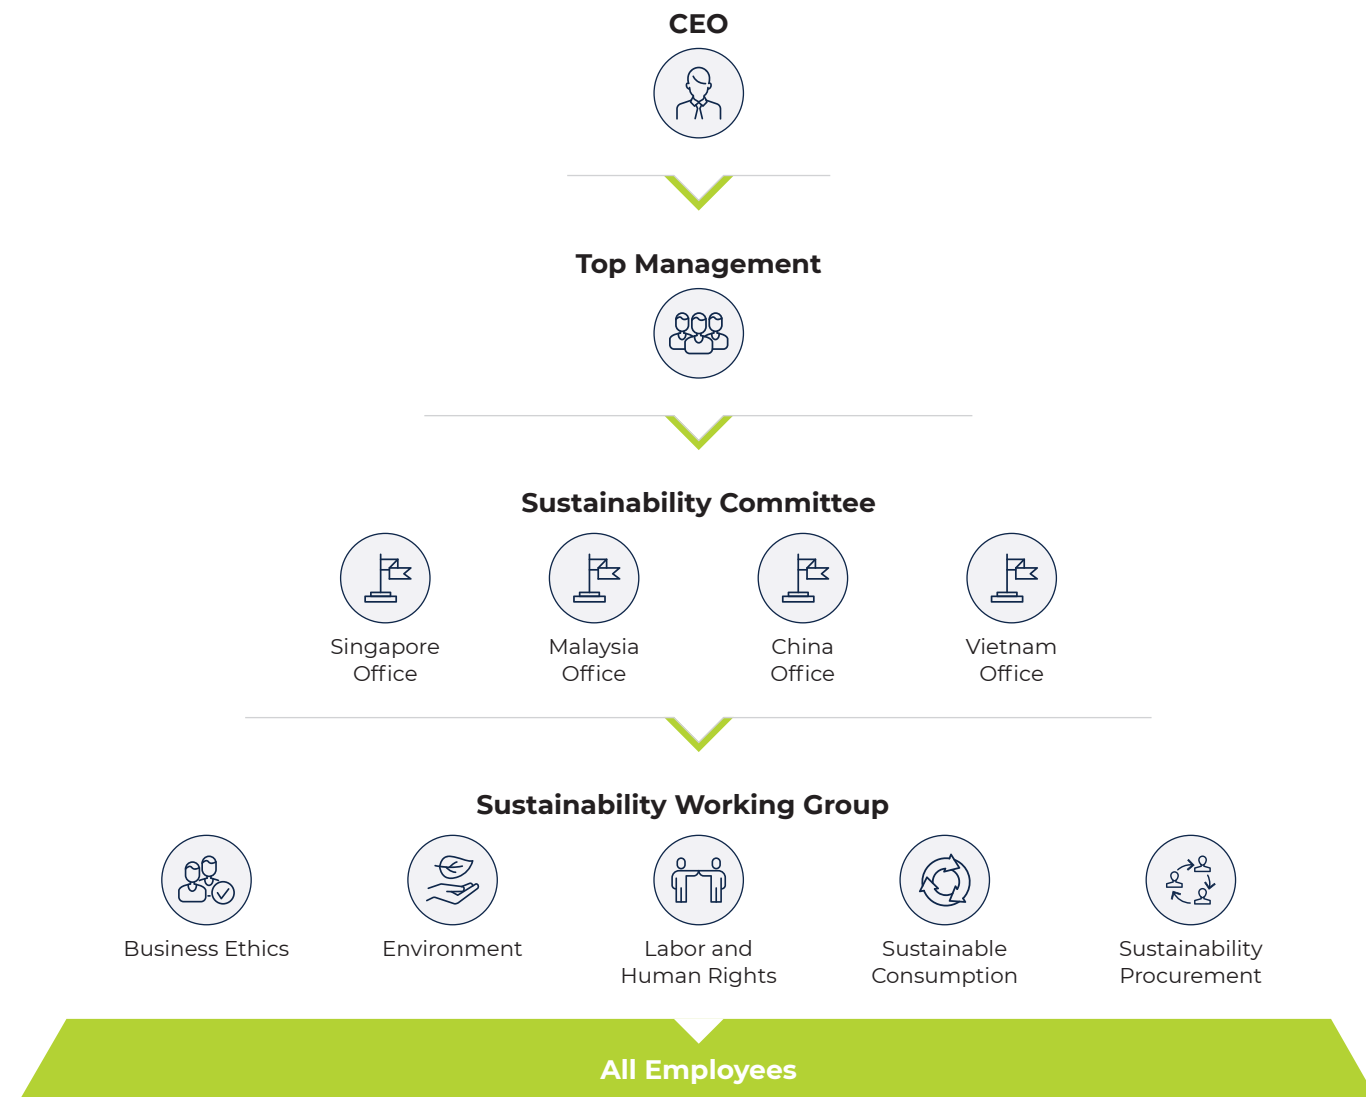 CEO
Top Management
Sustainability Committee
Singapore
Office
Malaysia
Office
China
Office
Vietnam
Office
Sustainability Working Group
Business Ethics
Environment
Labor and
Human Rights
Sustainable
Consumption
Sustainability
Procurement
All Employees